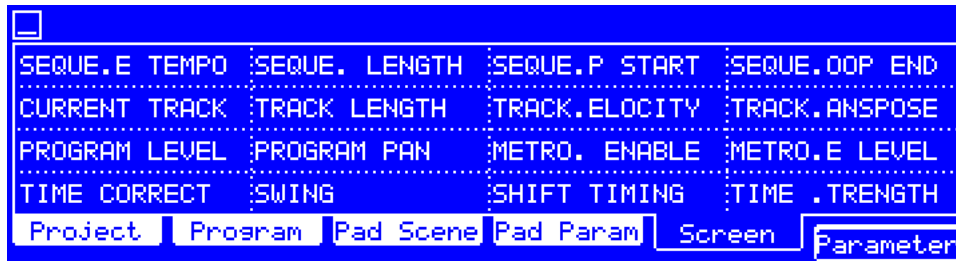 SEQUE.E TEMPO SEQUE. LENGTH SEQUE.P START SEQUE.OOP END
CURRENT TRACK TRACK LENGTH TRACK.ELOCITY TRACK.ANSPOSE
PROGRAM LEVEL PROGRAM PAN METRO. ENABLE METRO.E LEVEL
TIME CORRECT SWING SHIFT TIMING TIME .TRENGTH
Project Program Pad Scene Pad Param Screen Parameter